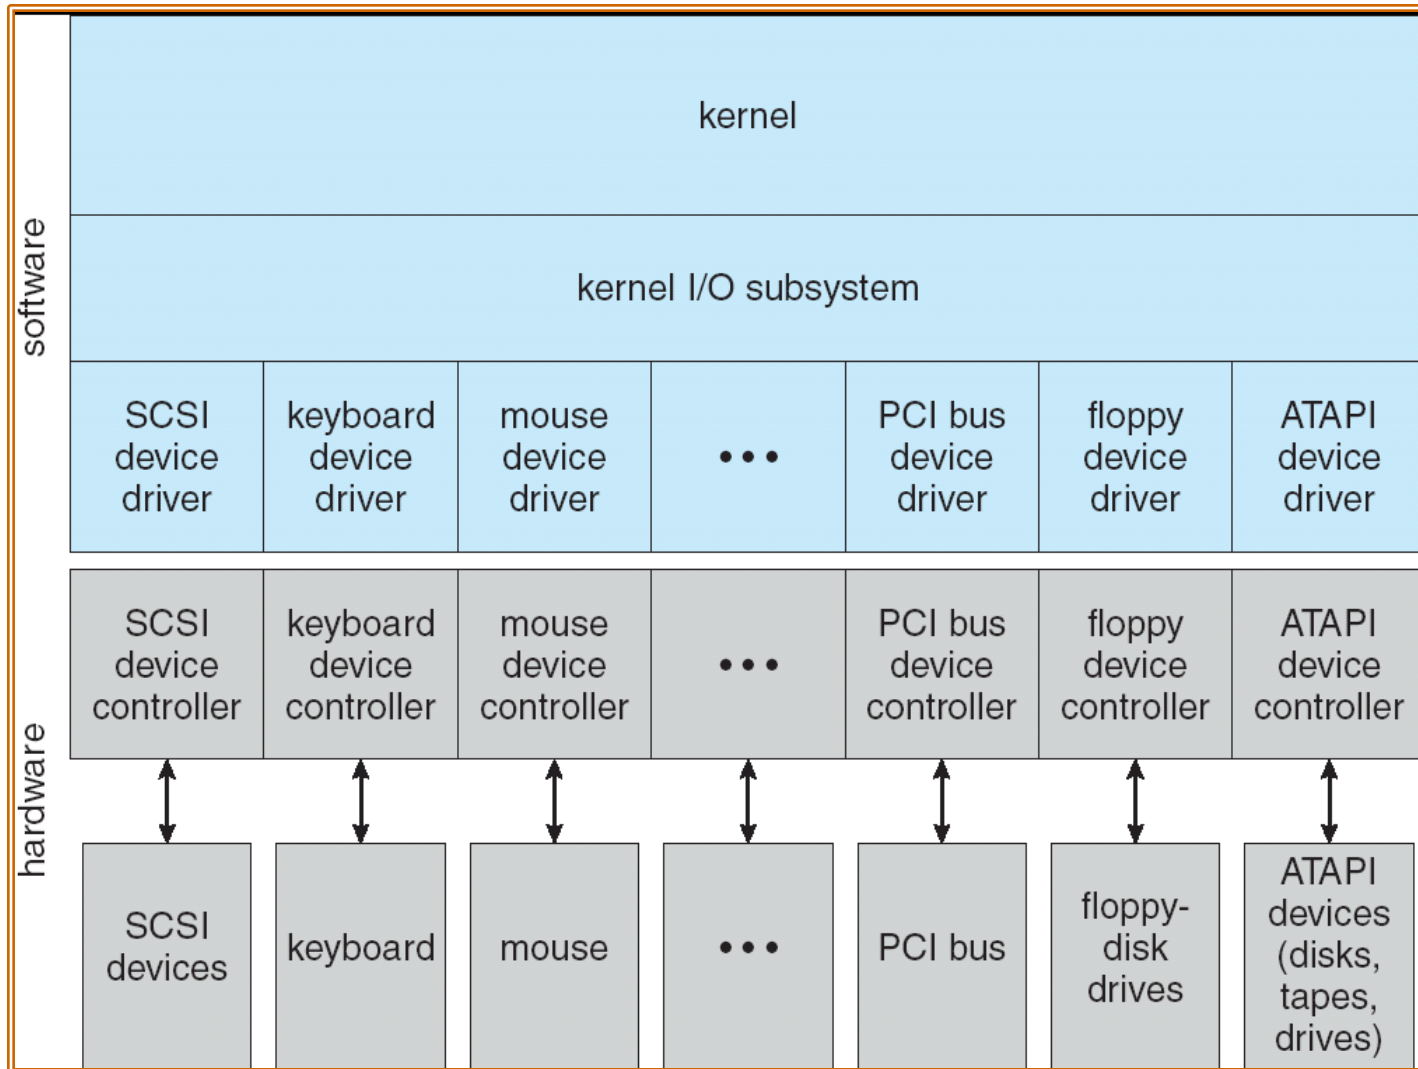 software
kernel
kernel I/O subsystem
SCSI
device
driver
keyboard
device
driver
mouse
device
driver
•••
PCI bus
device
driver
floppy
device
driver
ATAPI
device
driver
hardware
SCSI
device
controller
keyboard
device
controller
mouse
device
controller
•••
PCI bus
device
controller
floppy
device
controller
ATAPI
device
controller
SCSI
devices
keyboard
mouse
•••
PCI bus
floppy-
disk
drives
ATAPI
devices
(disks,
tapes,
drives)